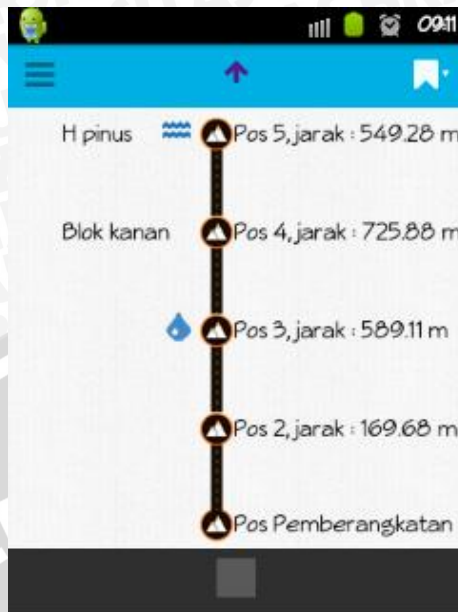 09:11
H pinus Pos 5, jarak : 549.28 m
Blok kanan Pos 4, jarak : 725.88 m
Pos 3, jarak : 589.11 m
Pos 2, jarak : 169.68 m
Pos Pemberangkatan